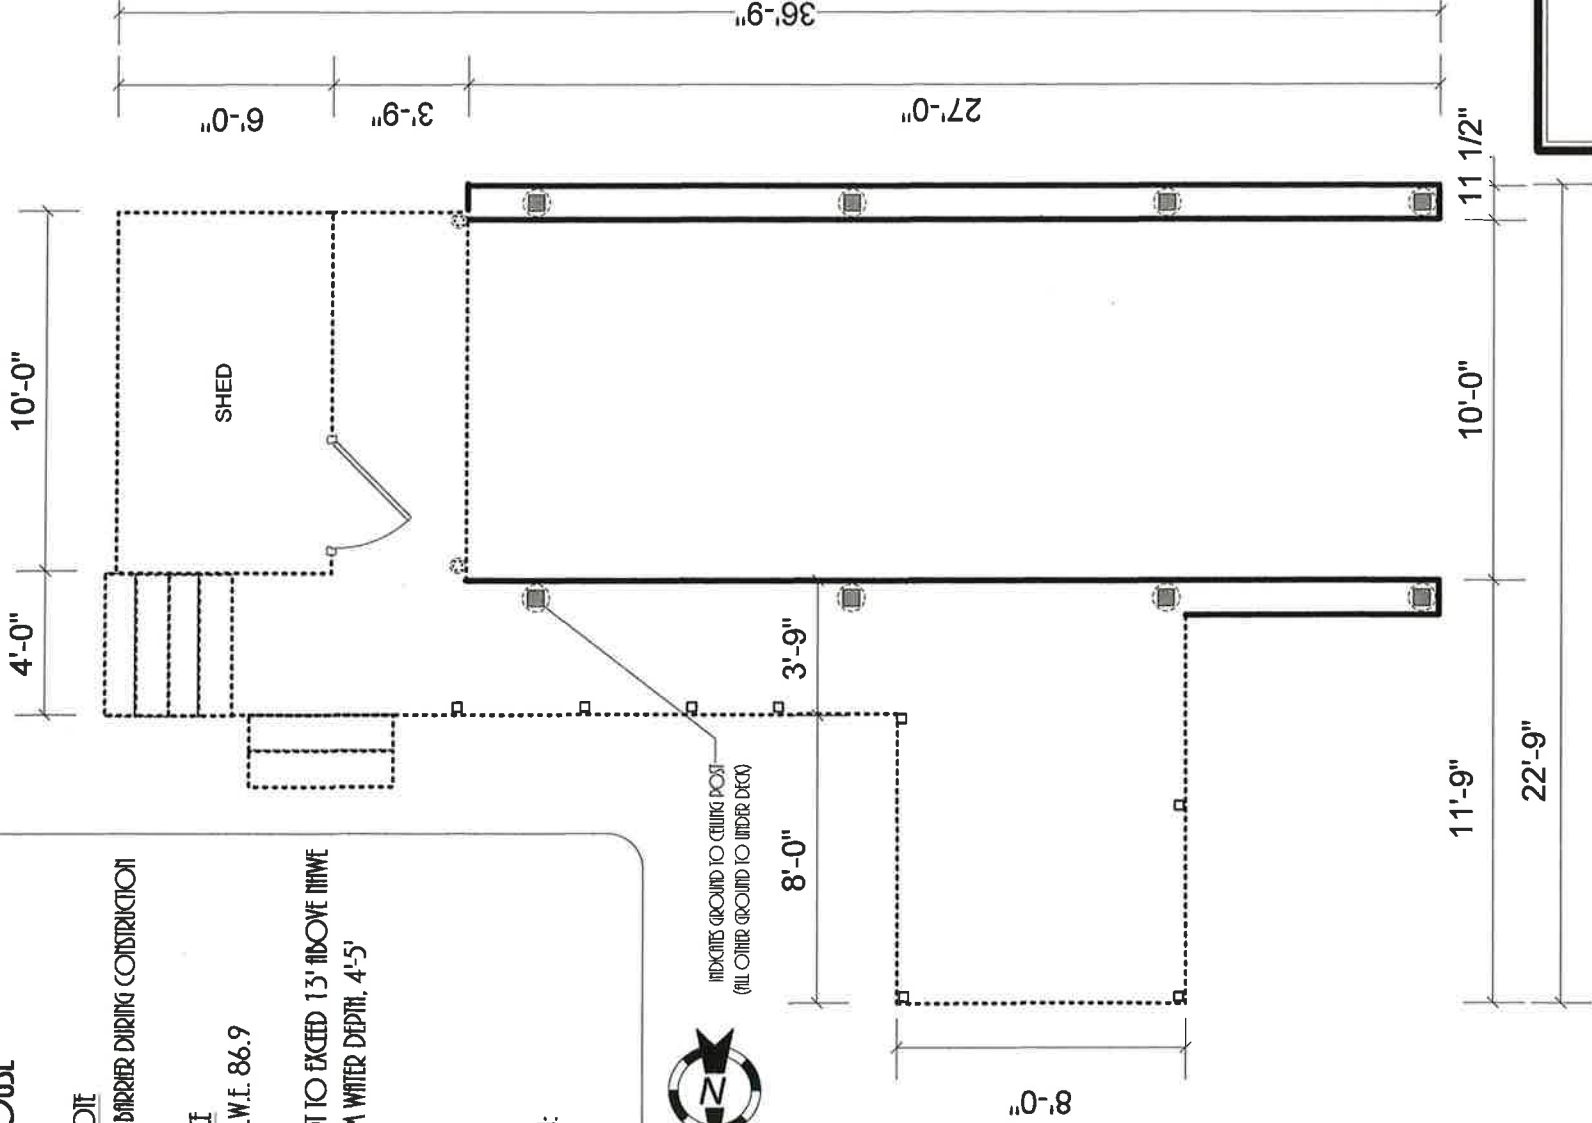 36'-9"
6'-0"
3'-9"
27'-0"
11 1/2"
10'-0"
4'-0"
SHED
3'-9"
8'-0"
10'-0"
11'-9"
22'-9"
8'-0"
INDICATES GROUND TO CEILING POST
(ALL OTHER GROUND TO UNDER DECK)
BARRIER DURING CONSTRUCTION
.W.E. 86.9
TO EXCEED 13' ABOVE NHWE
WATER DEPTH, 4'-5'
N